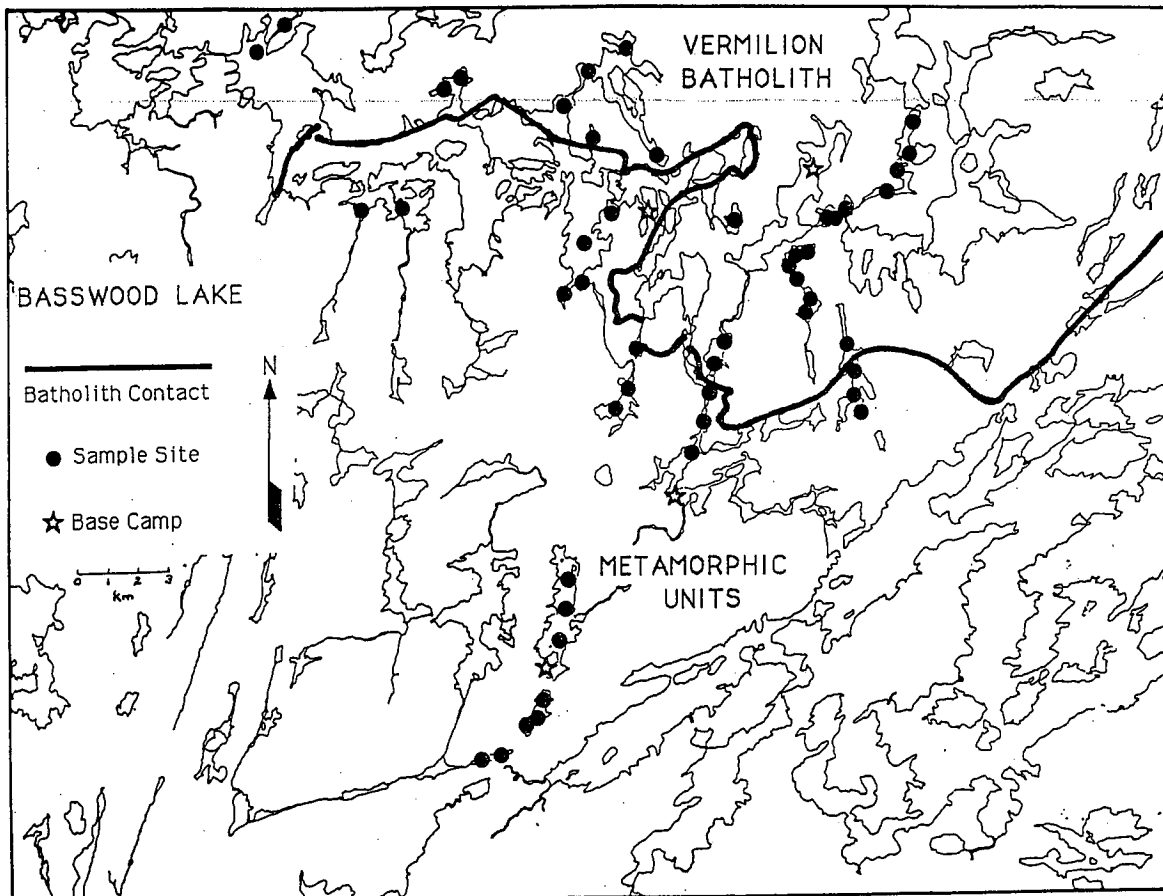 VERMILION
BATHOLITH
BASSWOOD LAKE
Batholith Contact
N
Sample Site
Base Camp
0 1 2 3
km
METAMORPHIC
UNITS